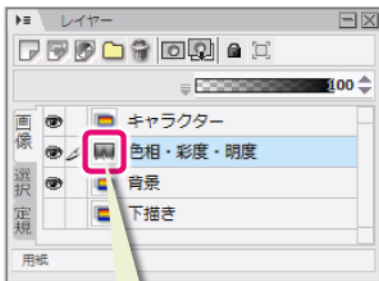 レイヤー
100
画像
選択
定規
キャラクター
色相・彩度・明度
背景
下描き
用紙